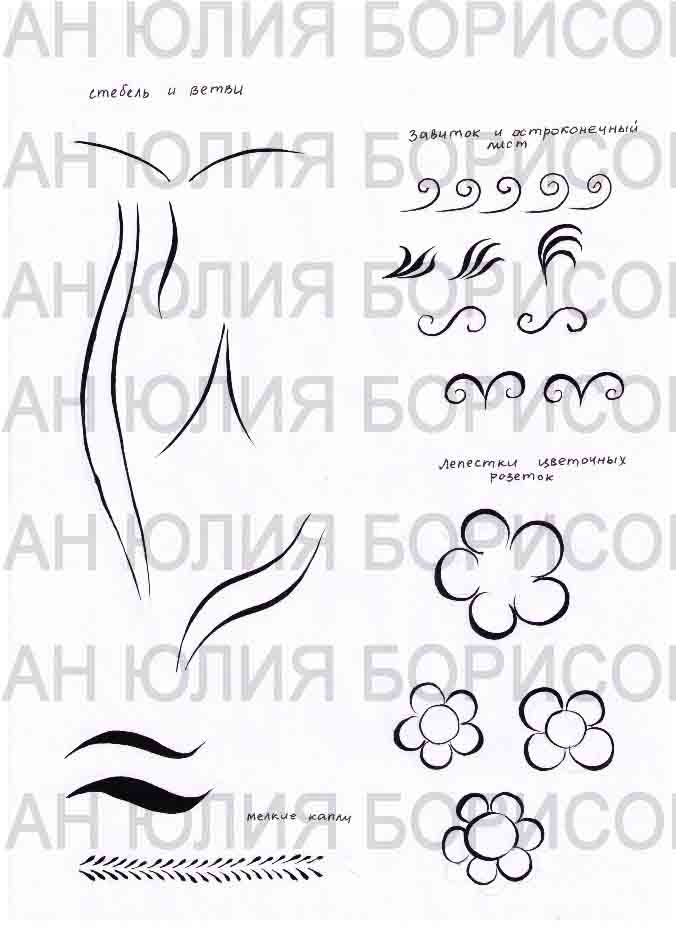 АН ЮЛИЯ БОРИСО
стебель и ветви
завиток и остроконечный
лист
АН ЮЛИЯ БОРИСО
АН ЮЛИЯ БОРИСО
АН ЮЛИЯ БОРИСО
лепестки цветочных
розеток
АН ЮЛИЯ БОРИСО
АН ЮЛИЯ БОРИСО
мелкие капли
АН ЮЛИЯ БОРИСО